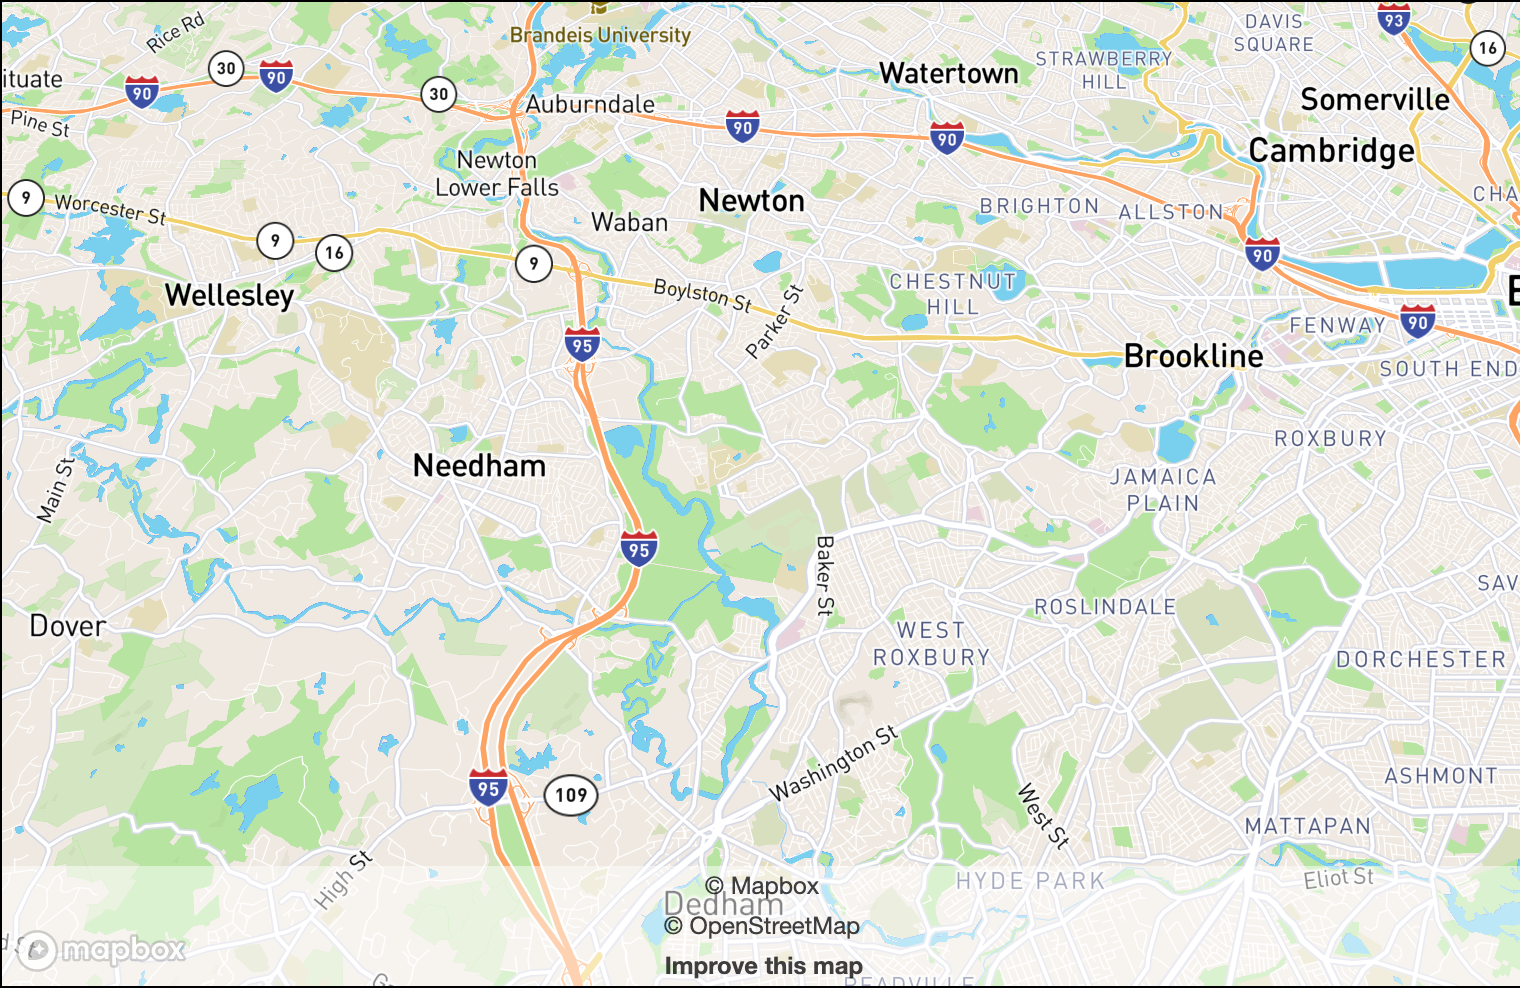 Rice Rd
Brandeis University
DAVIS
SQUARE
93
16
ituate
30
90
90
30
Auburndale
Watertown
STRAWBERRY
HILL
Somerville
Pine St
90
90
Cambridge
Newton
Lower Falls
9
Worcester St
Newton
BRIGHTON
ALLSTON
CHA
Waban
9
16
9
90
Wellesley
Boylston St
Parker St
CHESTNUT
HILL
FENWAY
90
95
Brookline
SOUTH END
Needham
ROXBURY
Main St
JAMAICA
PLAIN
95
Baker St
SAV
Dover
ROSLINDALE
WEST
ROXBURY
DORCHESTER
Washington St
95
109
West St
ASHMONT
MATTAPAN
High St
HYDE PARK
Eliot St
© Mapbox
Dedham
© OpenStreetMap
mapbox
Improve this map
READVILLE